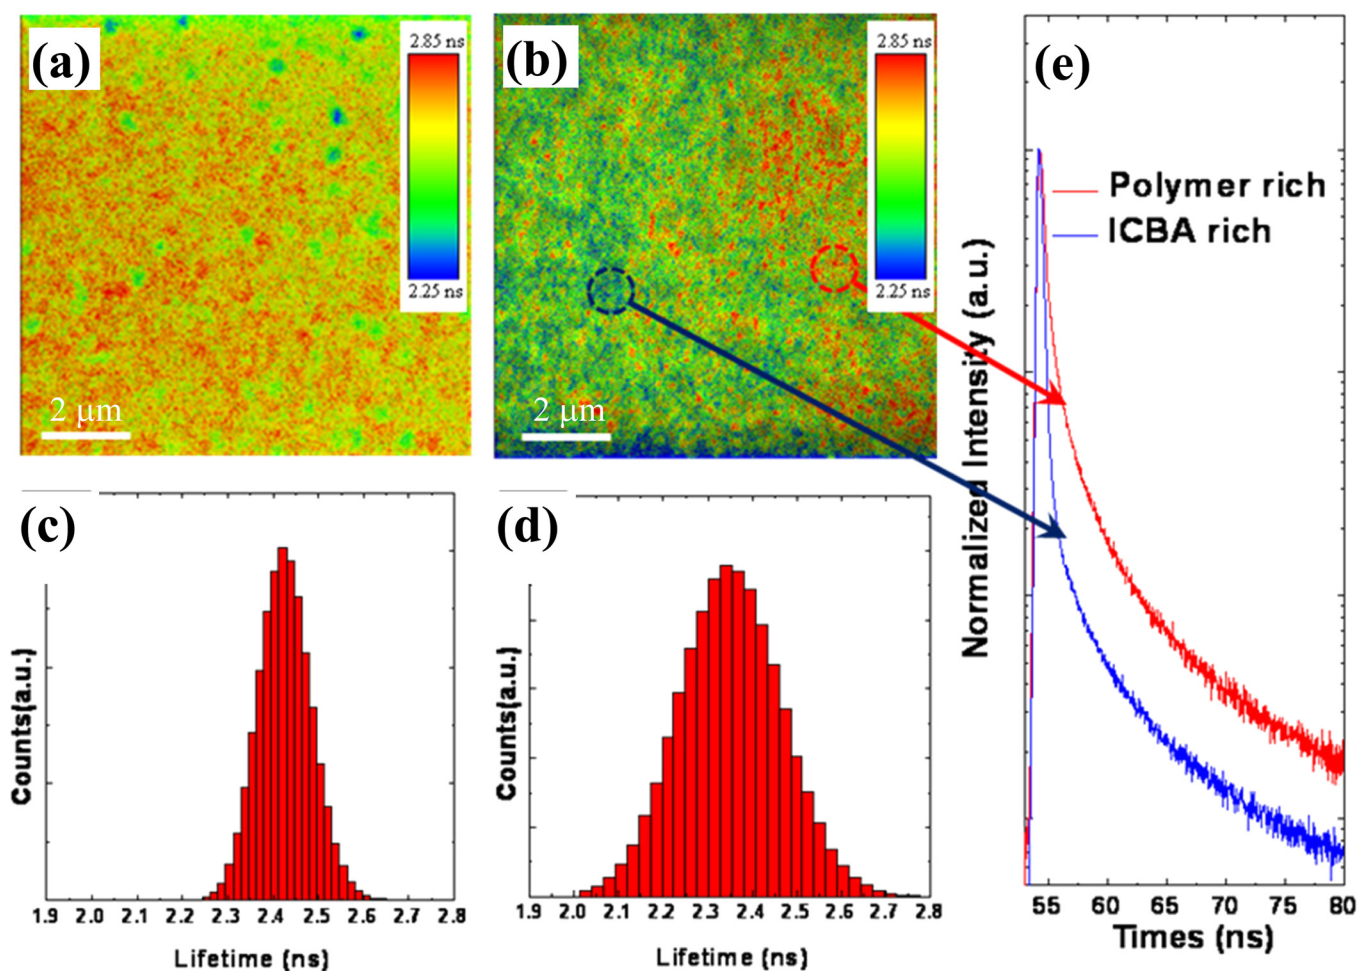 (a)
2.85 ns
2.25 ns
2 μm
(b)
2.85 ns
2.25 ns
2 μm
(e)
Polymer rich
ICBA rich
Normalized Intensity (a.u.)
55 60 65 70 75 80
Times (ns)
(c)
Counts(a.u.)
1.9 2.0 2.1 2.2 2.3 2.4 2.5 2.6 2.7 2.8
Lifetime (ns)
(d)
Counts(a.u.)
1.9 2.0 2.1 2.2 2.3 2.4 2.5 2.6 2.7 2.8
Lifetime (ns)